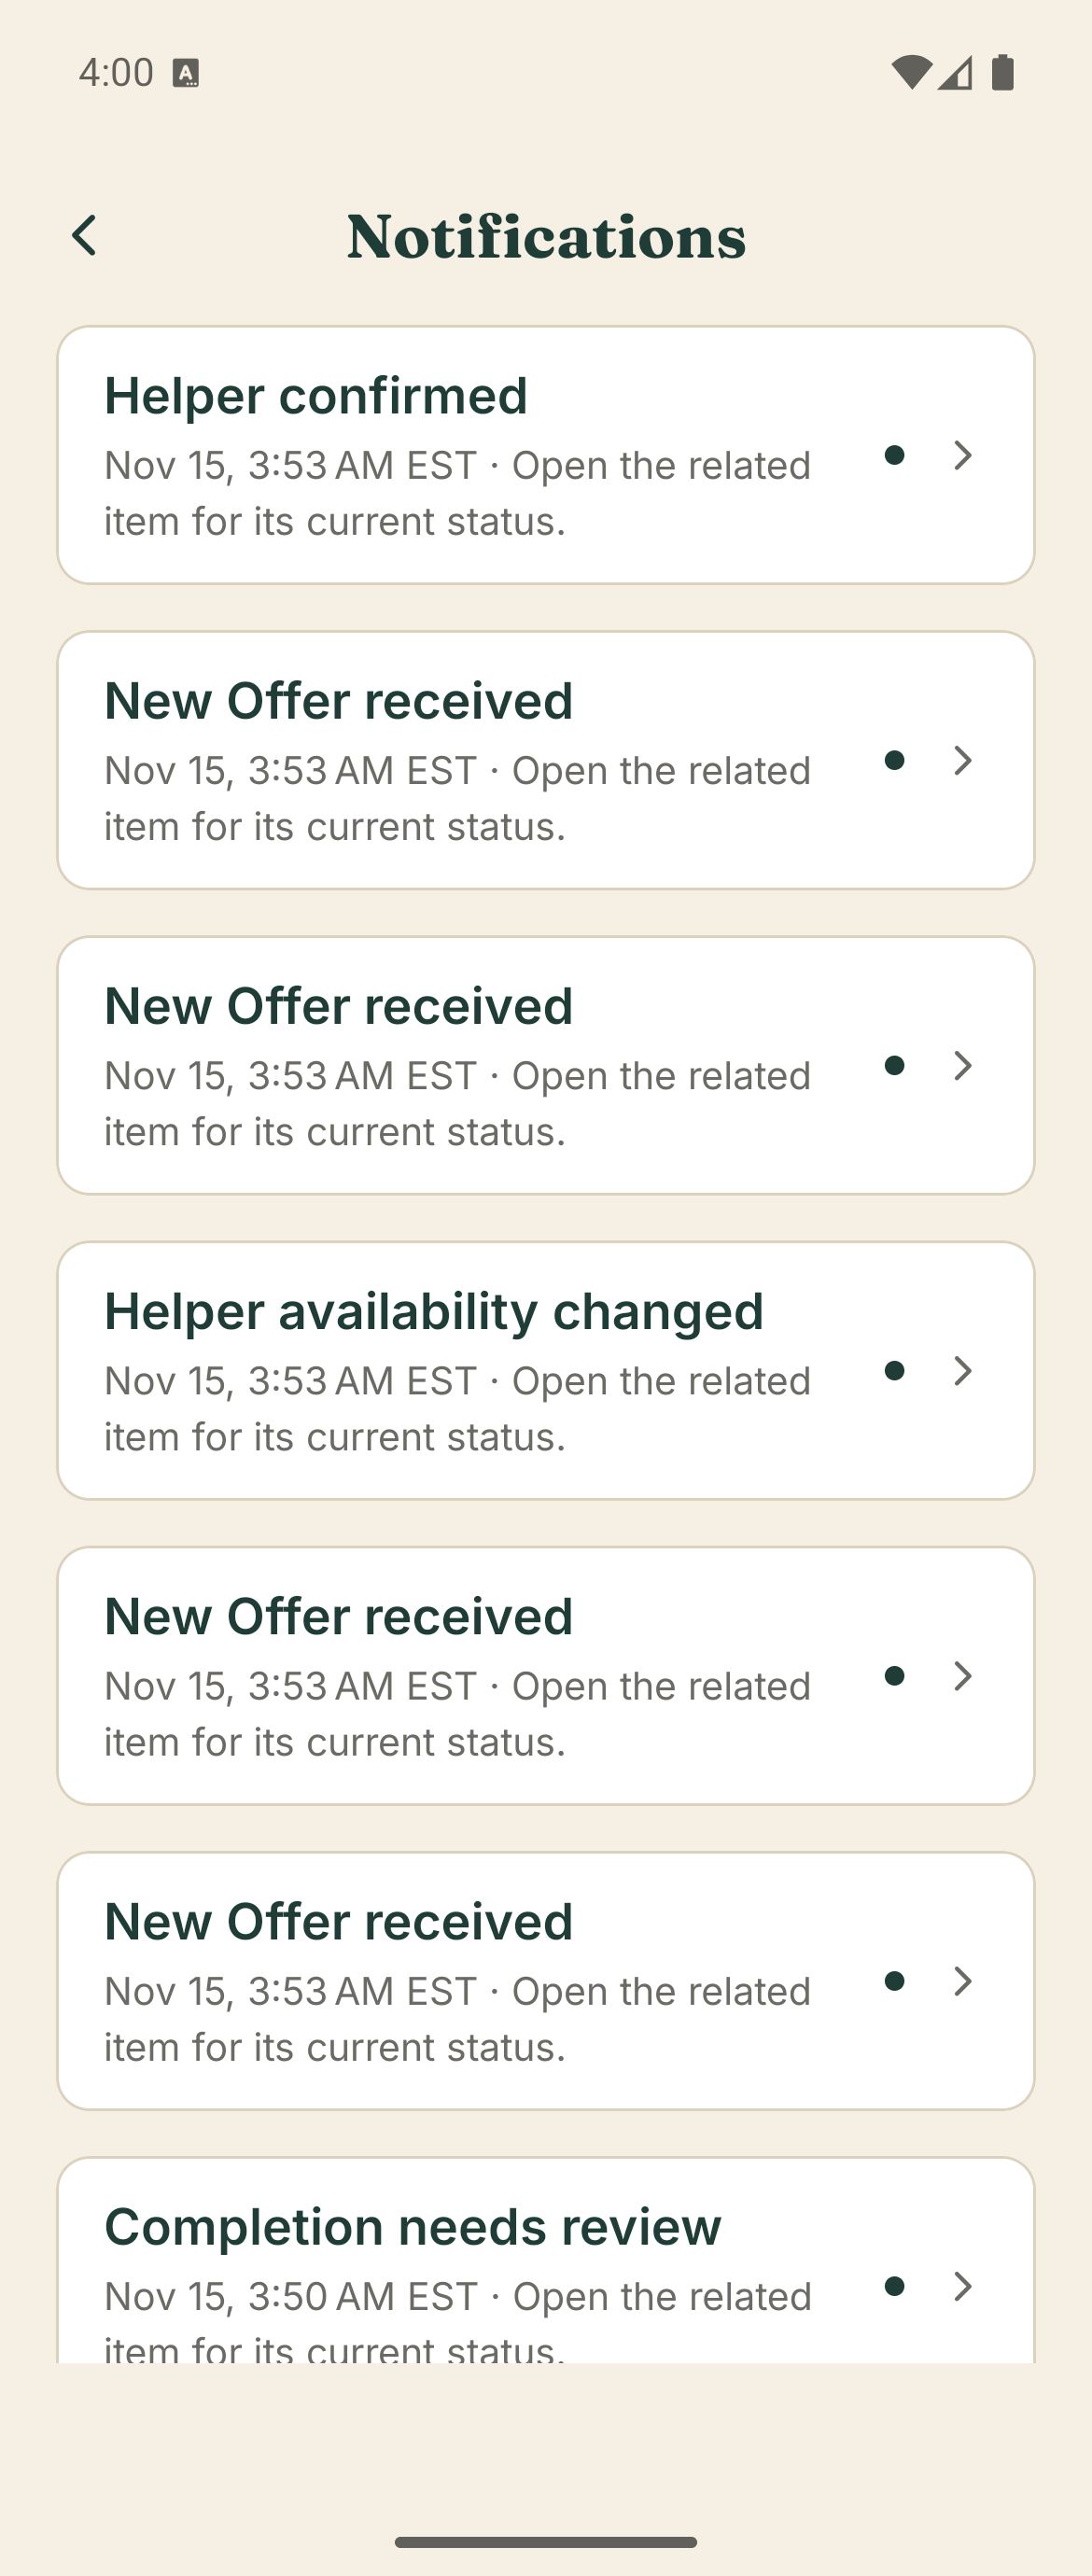 4:00
Notifications
Helper confirmed
Nov 15, 3:53 AM EST · Open the related
item for its current status.
New Offer received
Nov 15, 3:53 AM EST · Open the related
item for its current status.
New Offer received
Nov 15, 3:53 AM EST · Open the related
item for its current status.
Helper availability changed
Nov 15, 3:53 AM EST · Open the related
item for its current status.
New Offer received
Nov 15, 3:53 AM EST · Open the related
item for its current status.
New Offer received
Nov 15, 3:53 AM EST · Open the related
item for its current status.
Completion needs review
Nov 15, 3:50 AM EST · Open the related
item for its current status.